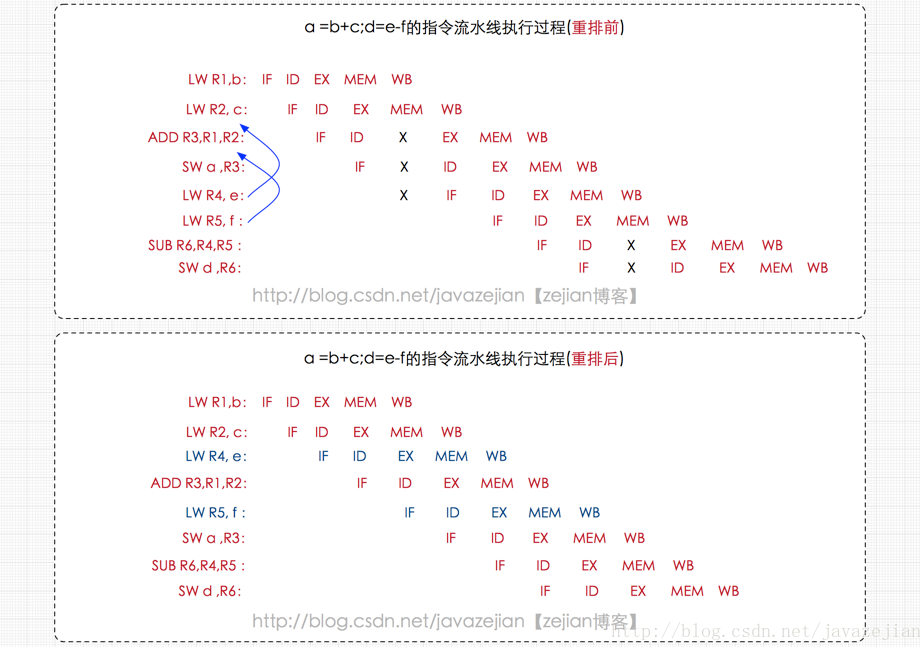 a =b+c;d=e-f的指令流水线执行过程(重排前)
LW R1,b: IF ID EX MEM WB
LW R2, c: IF ID EX MEM WB
ADD R3,R1,R2: IF ID X EX MEM WB
SW a ,R3: IF X ID EX MEM WB
LW R4, e: X IF ID EX MEM WB
LW R5, f : IF ID EX MEM WB
SUB R6,R4,R5 : IF ID X EX MEM WB
SW d ,R6: IF X ID EX MEM WB
http://blog.csdn.net/javazejian【zejian博客】
a =b+c;d=e-f的指令流水线执行过程(重排后)
LW R1,b: IF ID EX MEM WB
LW R2, c: IF ID EX MEM WB
LW R4, e: IF ID EX MEM WB
ADD R3,R1,R2: IF ID EX MEM WB
LW R5, f : IF ID EX MEM WB
SW a ,R3: IF ID EX MEM WB
SUB R6,R4,R5 : IF ID EX MEM WB
SW d ,R6: IF ID EX MEM WB
http://blog.csdn.net/javazejian【zejian博客】
http://blog.csdn.net/javazejian